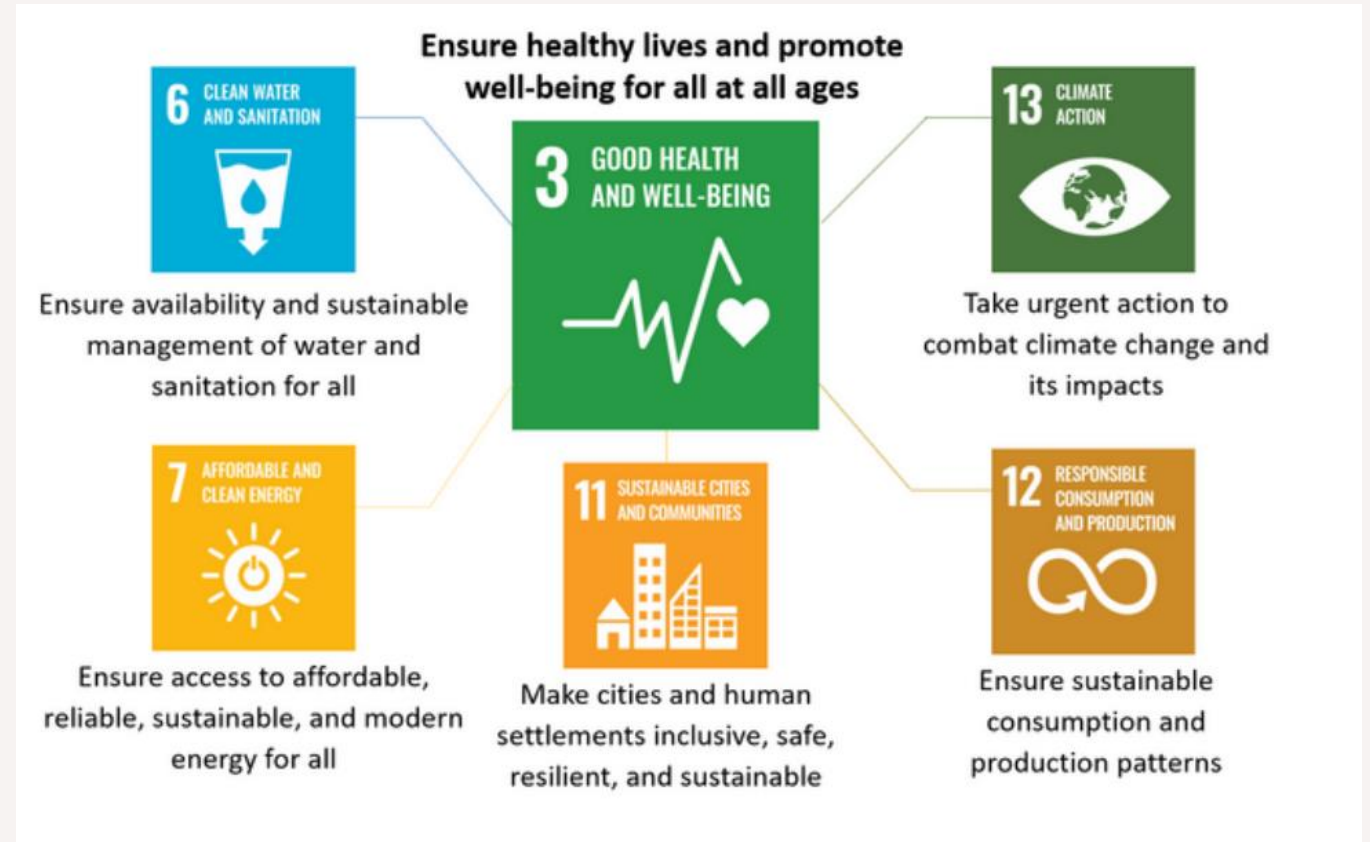 Ensure healthy lives and promote
well-being for all at all ages
6 CLEAN WATER
AND SANITATION
Ensure availability and sustainable
management of water and
sanitation for all
3 GOOD HEALTH
AND WELL-BEING
13 CLIMATE
ACTION
Take urgent action to
combat climate change and
its impacts
7 AFFORDABLE AND
CLEAN ENERGY
Ensure access to affordable,
reliable, sustainable, and modern
energy for all
11 SUSTAINABLE CITIES
AND COMMUNITIES
Make cities and human
settlements inclusive, safe,
resilient, and sustainable
12 RESPONSIBLE
CONSUMPTION
AND PRODUCTION
Ensure sustainable
consumption and
production patterns